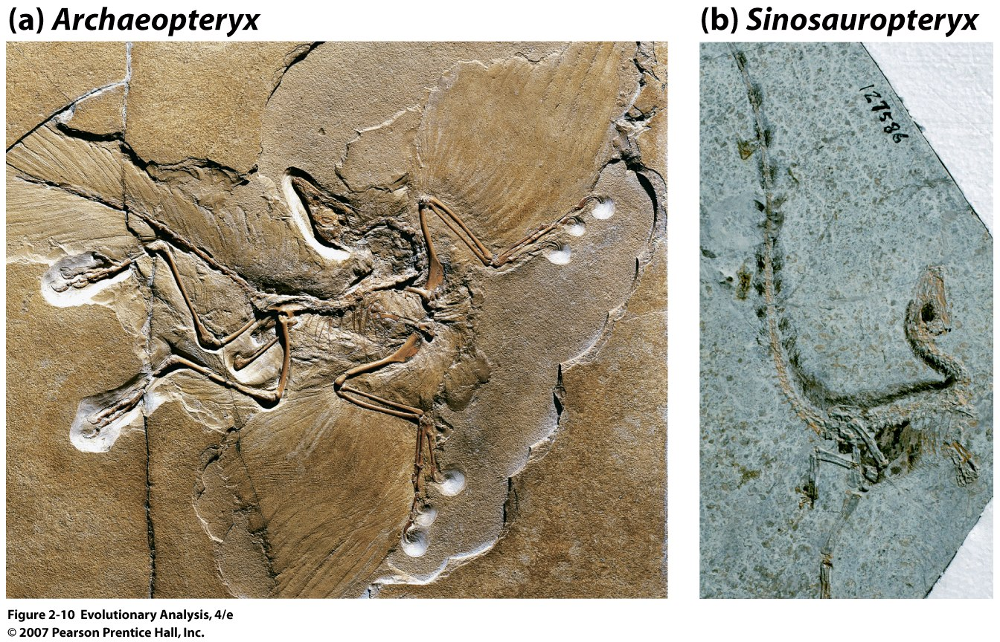 (a) Archaeopteryx
(b) Sinosauropteryx
127586
Figure 2-10 Evolutionary Analysis, 4/e
© 2007 Pearson Prentice Hall, Inc.